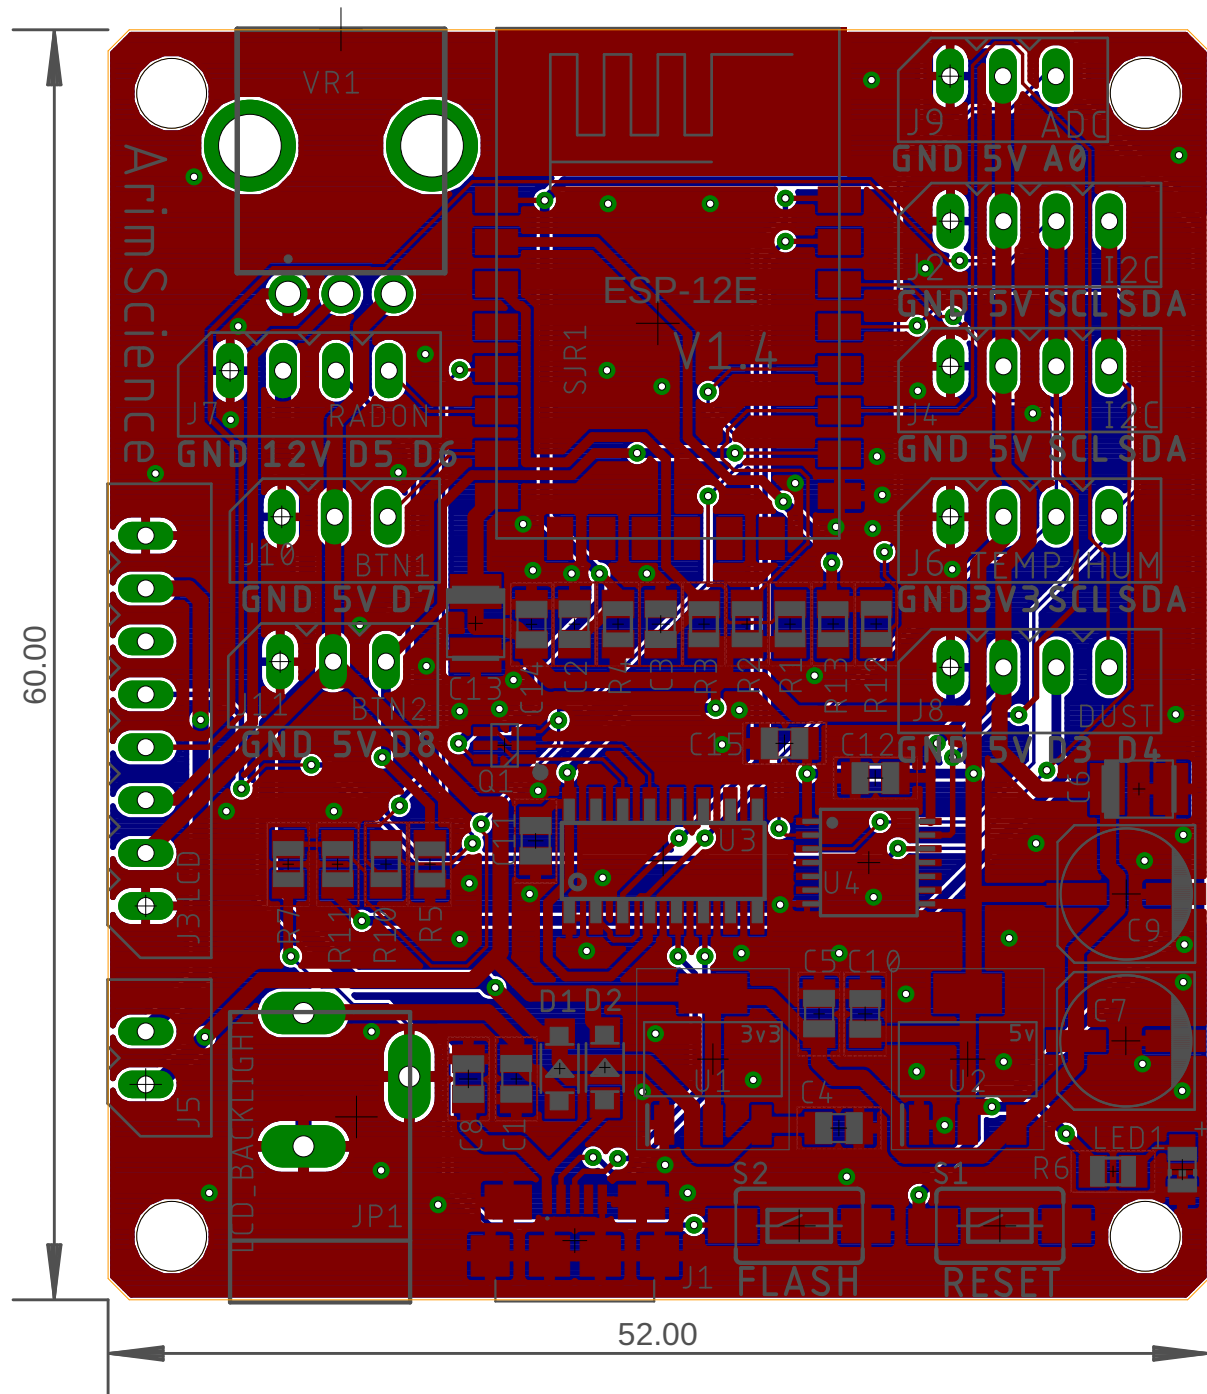 VR1
ArimScience
ESP-12E
SJR1
V1.4
J9
ADC
GND 5V A0
J2
I2C
GND 5V SCL SDA
J4
I2C
GND 5V SCL SDA
J7
RADON
GND 12V D5 D6
J10
BTN1
GND 5V D7
J6
TEMP/HUM
GND 3V3 SCL SDA
J11
BTN2
GND 5V D8
J8
DUST
GND 5V D3 D4
C13
C14
C2
R4
C3
R3
R2
R1
R13
R12
Q1
C15
C12
C6
C11
U3
U4
J3
LCD
R7
R11
R10
R5
C9
C5
C10
C7
D1
D2
3v3
5v
U1
U2
J5
LCD_BACKLIGHT
C8
C1
C4
LED1
+
R6
S2
S1
JP1
J1
FLASH
RESET
60.00
52.00